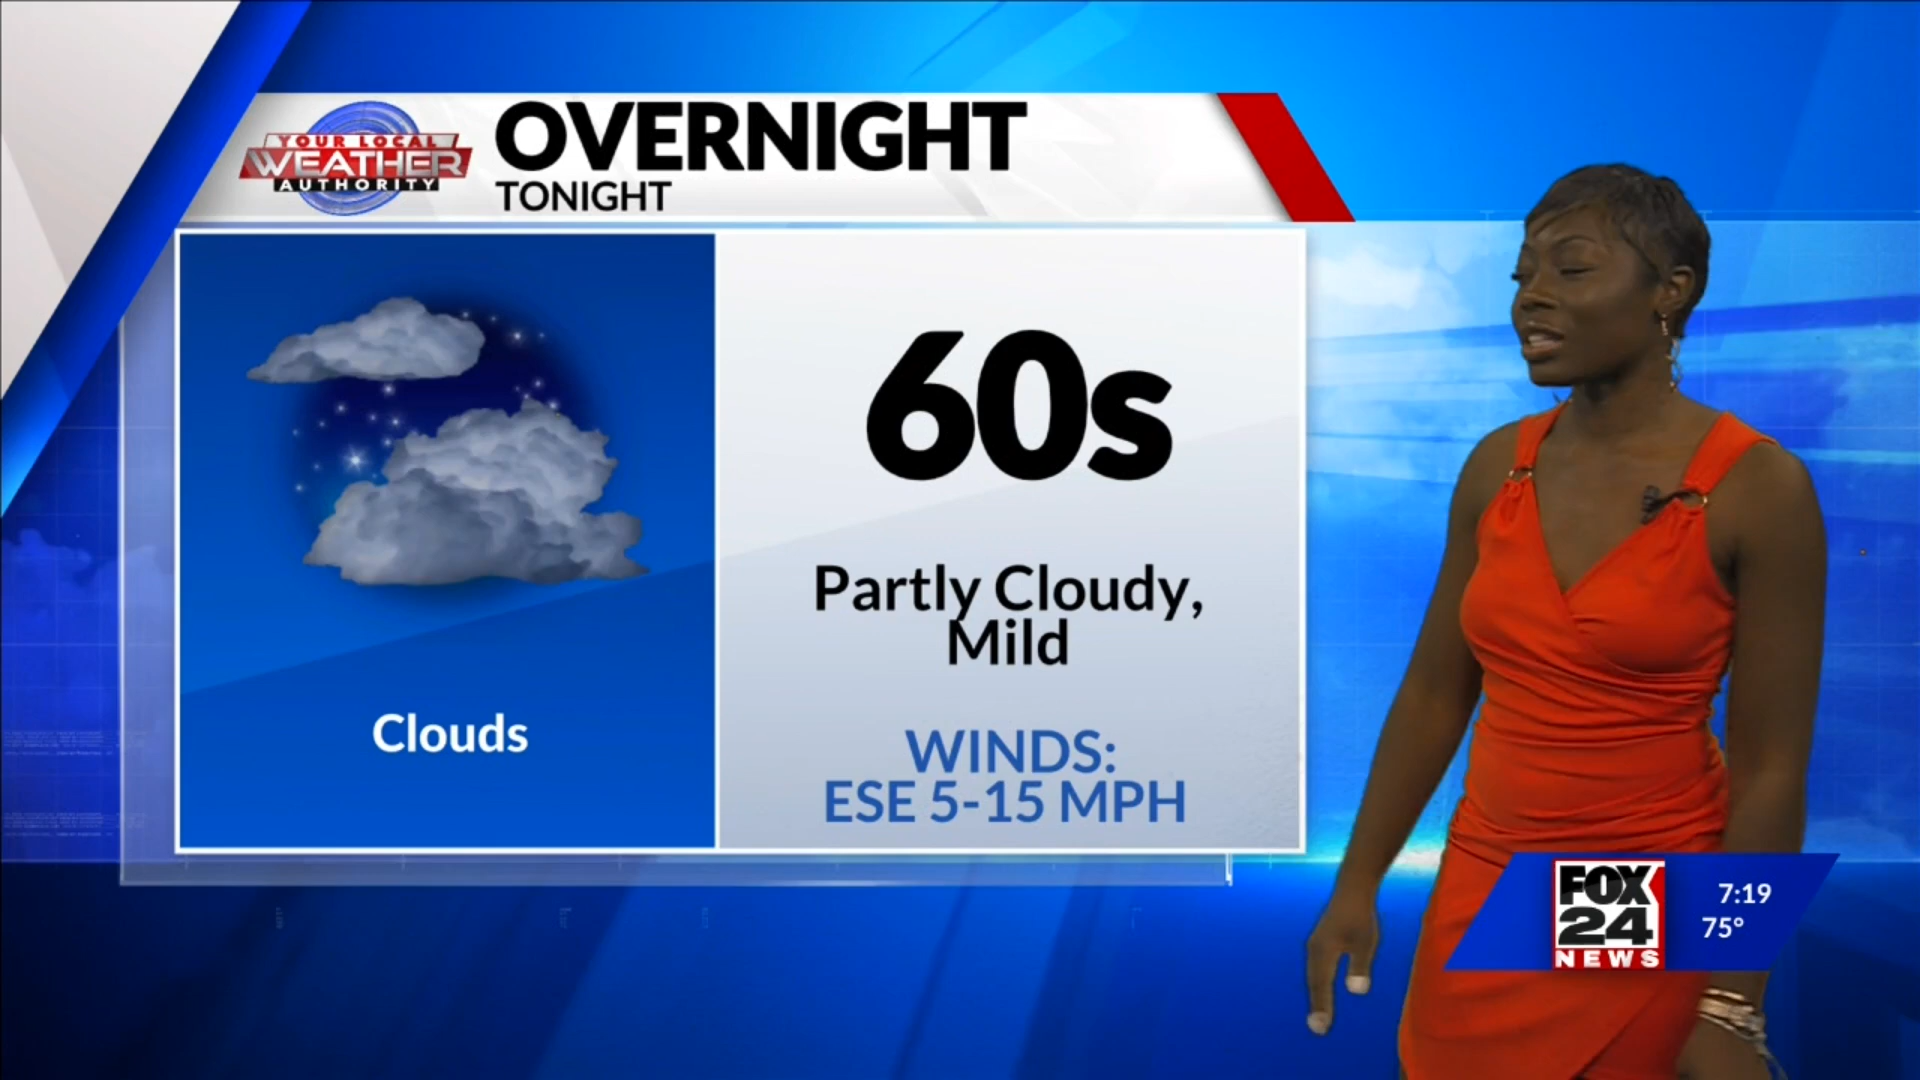 YOUR LOCAL
WEATHER
AUTHORITY
OVERNIGHT
TONIGHT
Clouds
60s
Partly Cloudy,
Mild
WINDS:
ESE 5-15 MPH
FOX
24
NEWS
7:19
75°